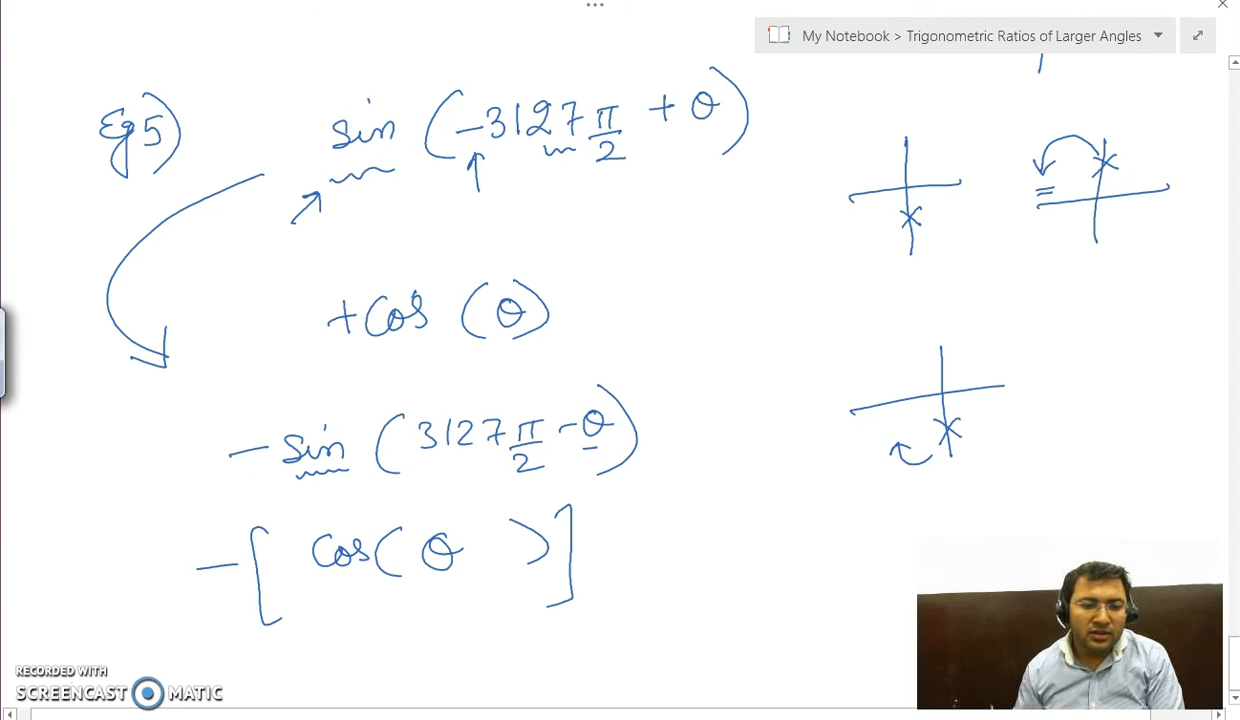 My Notebook > Trigonometric Ratios of Larger Angles
Eg 5) sin (-3127 π/2 + θ)
+cos (θ)
- sin (3127 π/2 - θ)
- [ cos( θ ) ]
RECORDED WITH
SCREENCAST MATIC